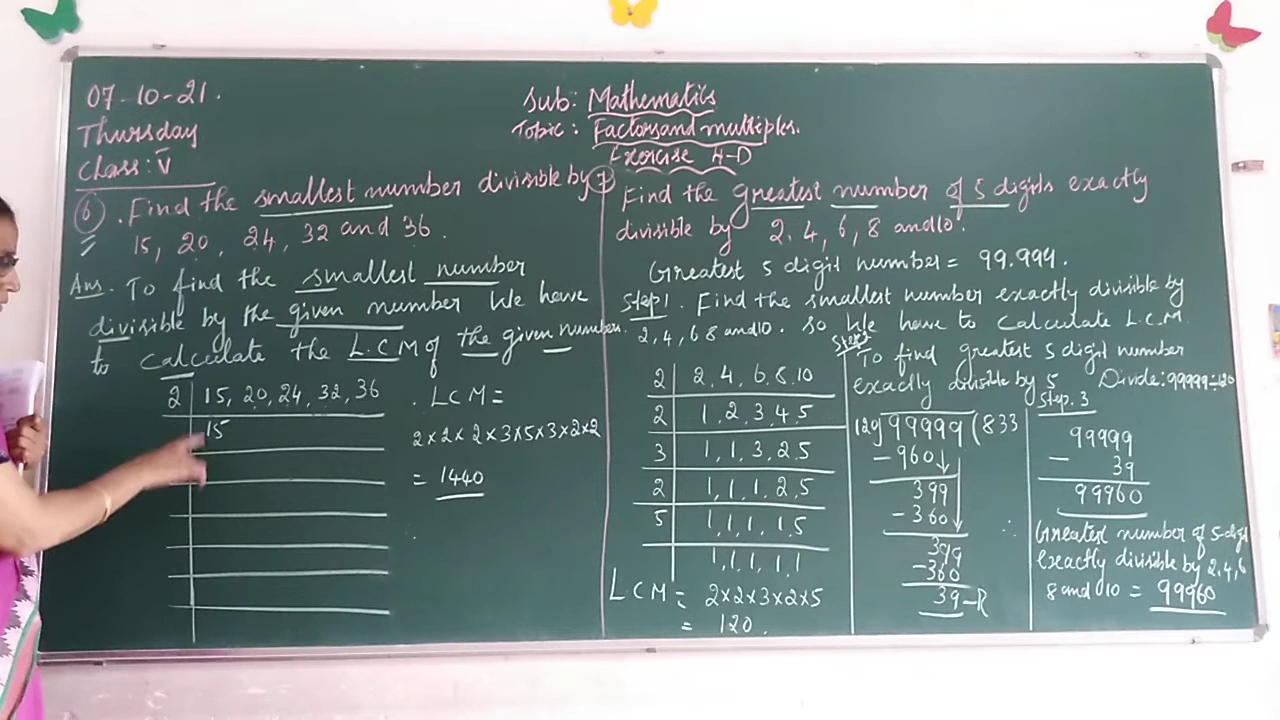 07-10-21.
Thursday
Class: V
Sub: Mathematics
Topic: Factors and multiples.
Exercise 4-D
6. Find the smallest number divisible by
15, 20, 24, 32 and 36.
Ans. To find the smallest number
divisible by the given number We have
to calculate the L.C.M of the given number.
2 15, 20, 24, 32, 36
15
LCM=
2×2×2×3×5×3×2×2
= 1440
7 Find the greatest number of 5 digits exactly
divisible by 2, 4, 6, 8 and 10.
Greatest 5 digit number = 99,999.
Step 1. Find the smallest number exactly divisible by
2, 4, 6 8 and 10. So We have to Calculate L.C.M.
2 2, 4, 6, 8, 10
2 1, 2, 3, 4, 5
3 1, 1, 3, 2, 5
2 1, 1, 1, 2, 5
5 1, 1, 1, 1, 5
1, 1, 1, 1, 1
LCM = 2×2×3×2×5
= 120.
Step 2
To find greatest 5 digit number
exactly divisible by 5 Divide: 99999÷120
120)99999(833
-960
399
-360
399
-360
39-R
Step. 3
99999
- 39
99960
∴ Greatest number of 5-digit
exactly divisible by 2, 4, 6
8 and 10 = 99960